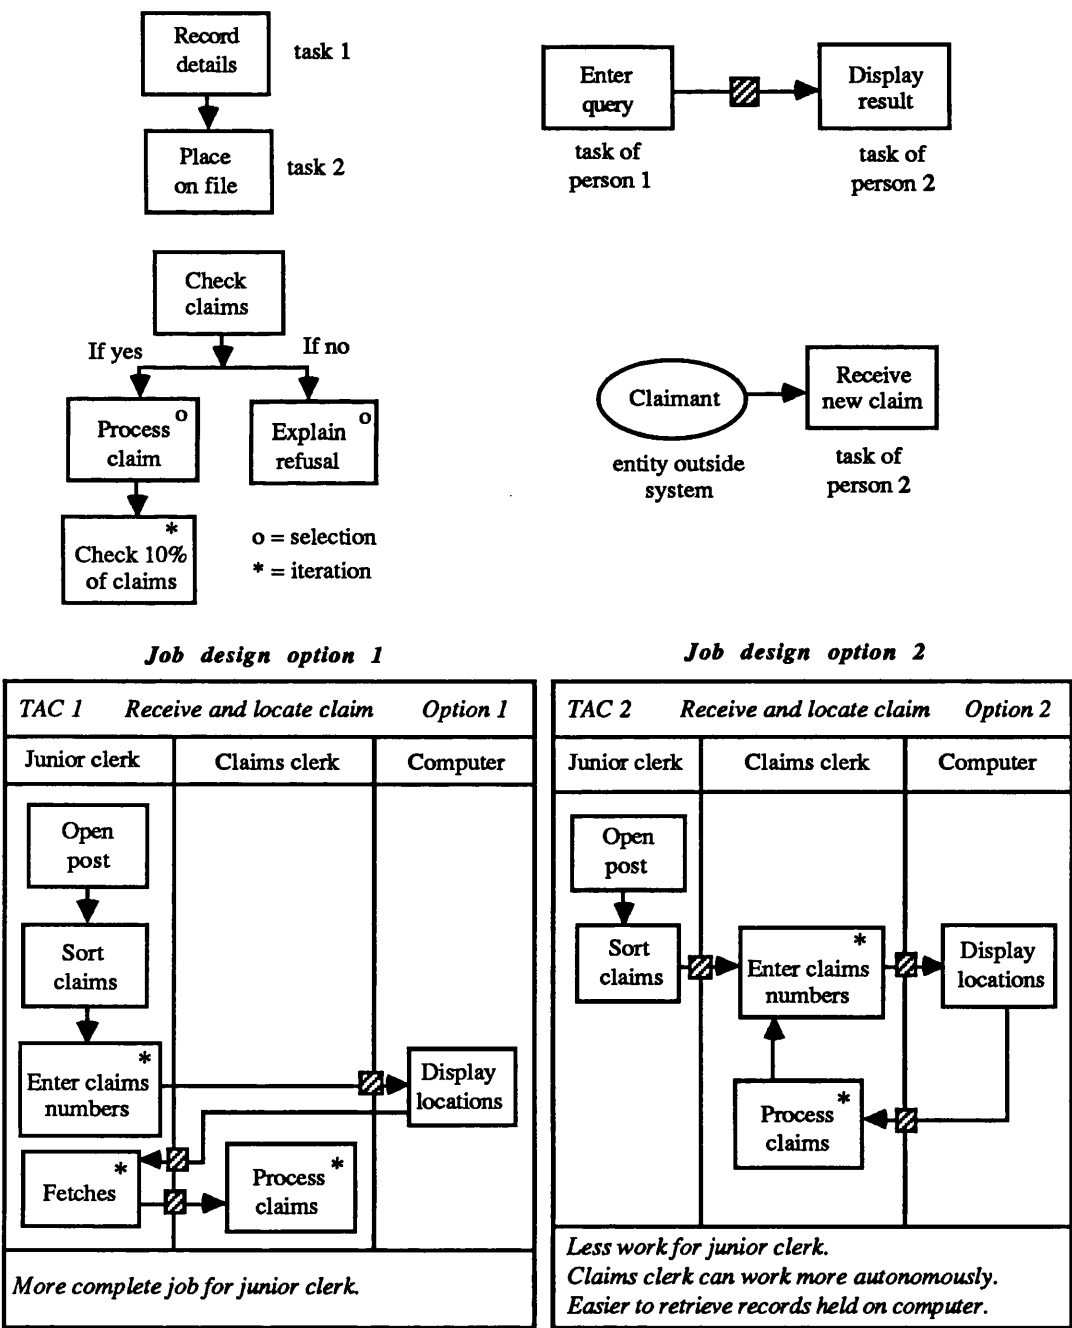 Record
details
task 1
Place
on file
task 2
Enter
query
Display
result
task of
person 1
task of
person 2
Check
claims
If yes
If no
Process o
claim
Explain o
refusal
*
Check 10%
of claims
o = selection
* = iteration
Claimant
Receive
new claim
entity outside
system
task of
person 2
Job design option 1
TAC 1 Receive and locate claim Option 1
Junior clerk Claims clerk Computer
Open
post
Sort
claims
*
Enter claims
numbers
Display
locations
*
Fetches
Process *
claims
More complete job for junior clerk.
Job design option 2
TAC 2 Receive and locate claim Option 2
Junior clerk Claims clerk Computer
Open
post
Sort
claims
*
Enter claims
numbers
Display
locations
Process *
claims
Less work for junior clerk.
Claims clerk can work more autonomously.
Easier to retrieve records held on computer.